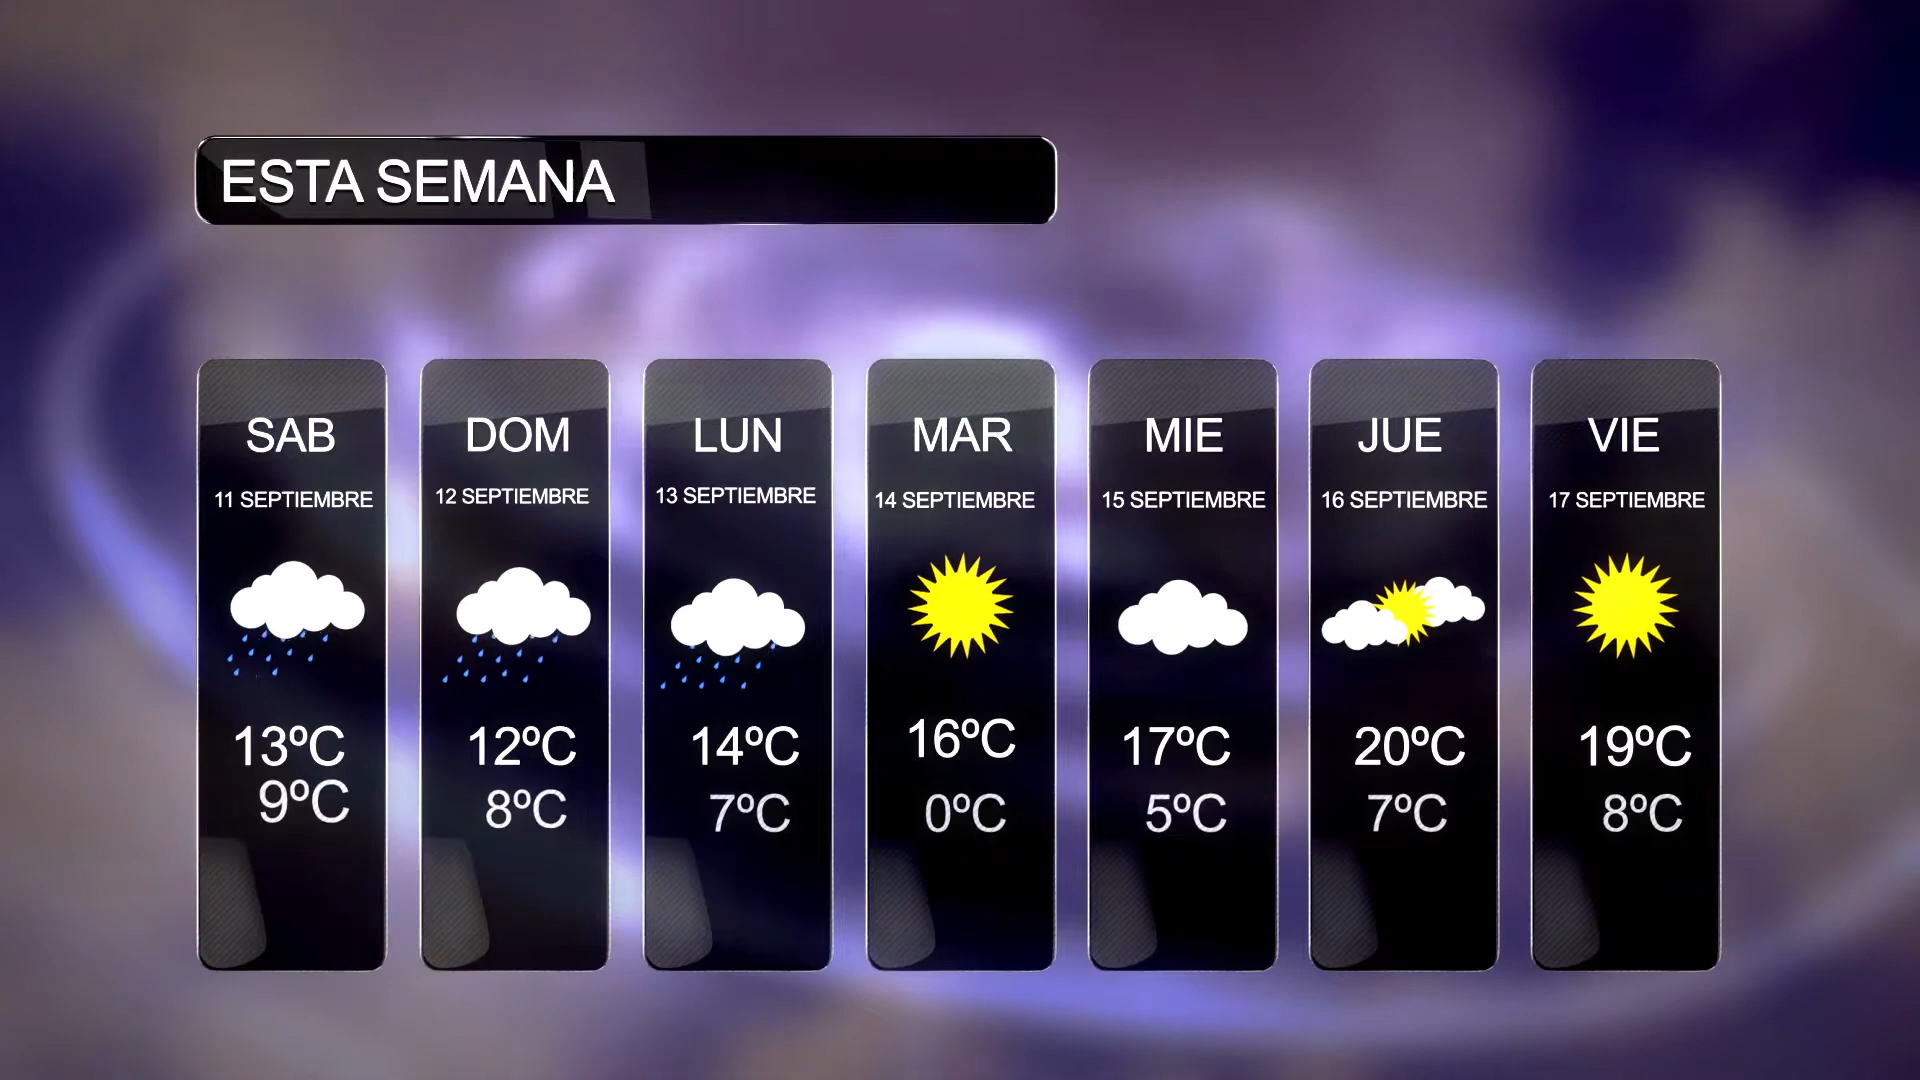 ESTA SEMANA
SAB
11 SEPTIEMBRE
13ºC
9ºC
DOM
12 SEPTIEMBRE
12ºC
8ºC
LUN
13 SEPTIEMBRE
14ºC
7ºC
MAR
14 SEPTIEMBRE
16ºC
0ºC
MIE
15 SEPTIEMBRE
17ºC
5ºC
JUE
16 SEPTIEMBRE
20ºC
7ºC
VIE
17 SEPTIEMBRE
19ºC
8ºC